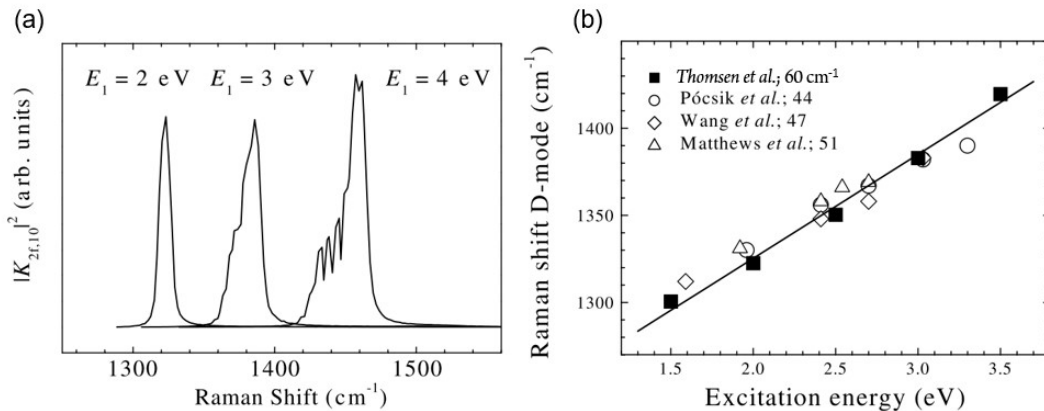 (a)
E₁ = 2 eV E₁ = 3 eV E₁ = 4 eV
|K₂f,₁₀|² (arb. units)
1300 1400 1500
Raman Shift (cm⁻¹)
(b)
Raman shift D-mode (cm⁻¹)
1400
1350
1300
Thomsen et al.; 60 cm⁻¹
Pócsik et al.; 44
Wang et al.; 47
Matthews et al.; 51
1.5 2.0 2.5 3.0 3.5
Excitation energy (eV)